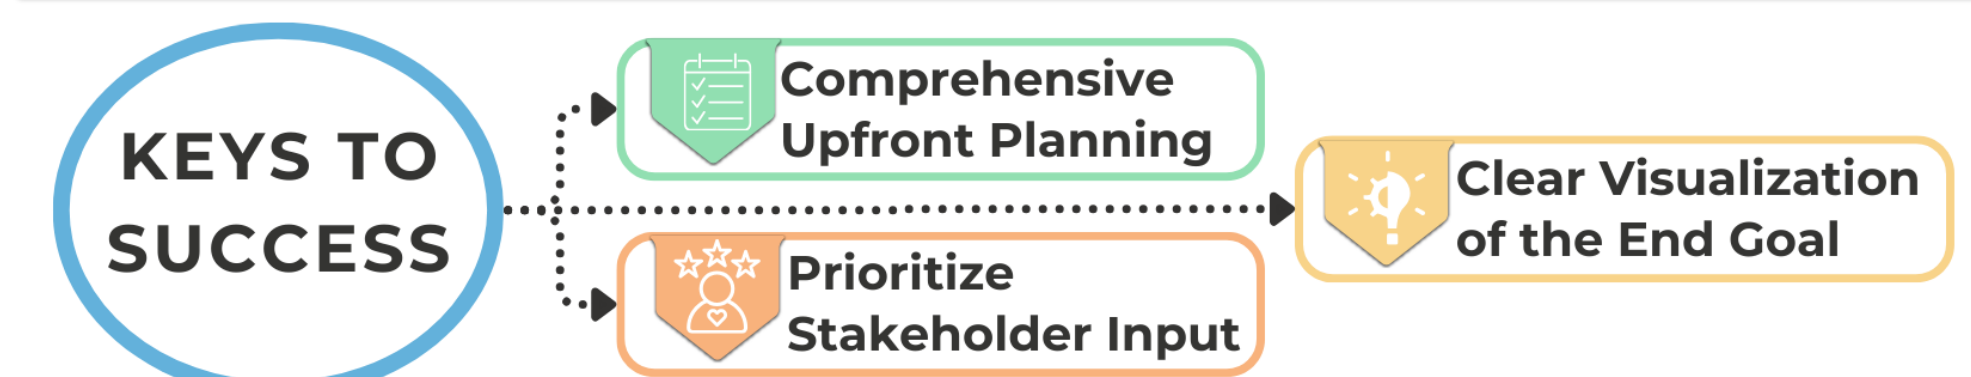 KEYS TO
SUCCESS
Comprehensive
Upfront Planning
Prioritize
Stakeholder Input
Clear Visualization
of the End Goal